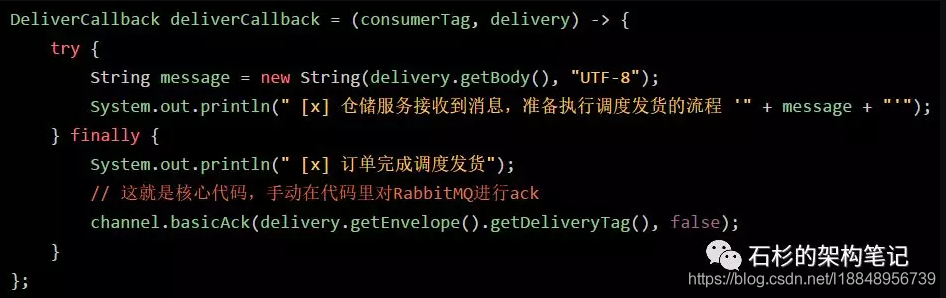 DeliverCallback deliverCallback = (consumerTag, delivery) -> {
    try {
        String message = new String(delivery.getBody(), "UTF-8");
        System.out.println(" [x] 仓储服务接收到消息，准备执行调度发货的流程 '" + message + "'");
    } finally {
        System.out.println(" [x] 订单完成调度发货");
        // 这就是核心代码，手动在代码里对RabbitMQ进行ack
        channel.basicAck(delivery.getEnvelope().getDeliveryTag(), false);
    }
};
石杉的架构笔记
https://blog.csdn.net/l18848956739